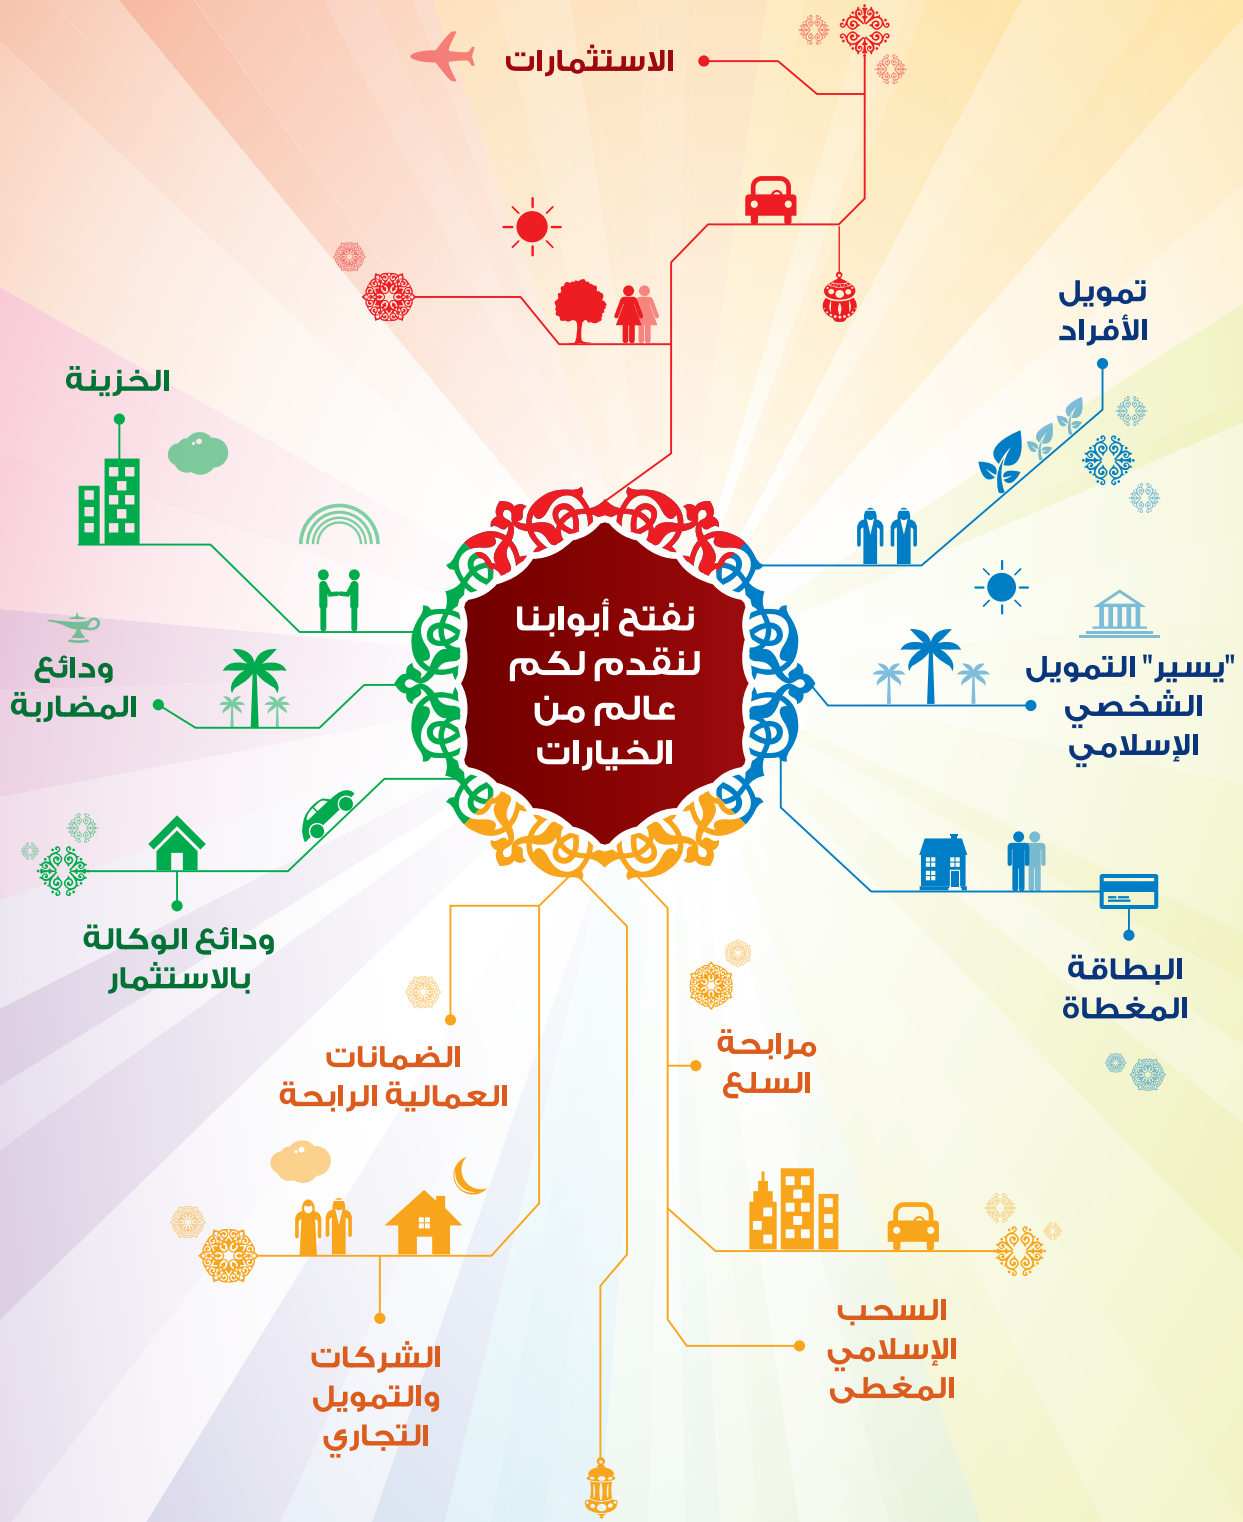 الاستثمارات
تمويل
الأفراد
الخزينة
نفتح أبوابنا
لنقدم لكم
عالم من
الخيارات
"يسير" التمويل
الشخصي
الإسلامي
ودائع
المضاربة
ودائع الوكالة
بالاستثمار
البطاقة
المغطاة
مرابحة
السلع
الضمانات
العمالية الرابحة
السحب
الإسلامي
المغطى
الشركات
والتمويل
التجاري